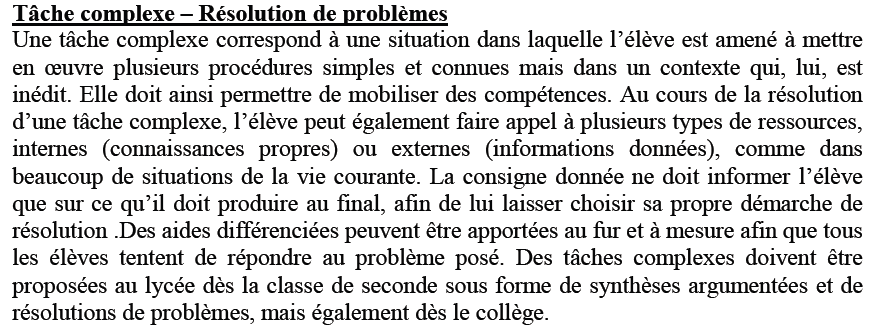 Tâche complexe – Résolution de problèmes
Une tâche complexe correspond à une situation dans laquelle l’élève est amené à mettre
en œuvre plusieurs procédures simples et connues mais dans un contexte qui, lui, est
inédit. Elle doit ainsi permettre de mobiliser des compétences. Au cours de la résolution
d’une tâche complexe, l’élève peut également faire appel à plusieurs types de ressources,
internes (connaissances propres) ou externes (informations données), comme dans
beaucoup de situations de la vie courante. La consigne donnée ne doit informer l’élève
que sur ce qu’il doit produire au final, afin de lui laisser choisir sa propre démarche de
résolution .Des aides différenciées peuvent être apportées au fur et à mesure afin que tous
les élèves tentent de répondre au problème posé. Des tâches complexes doivent être
proposées au lycée dès la classe de seconde sous forme de synthèses argumentées et de
résolutions de problèmes, mais également dès le collège.